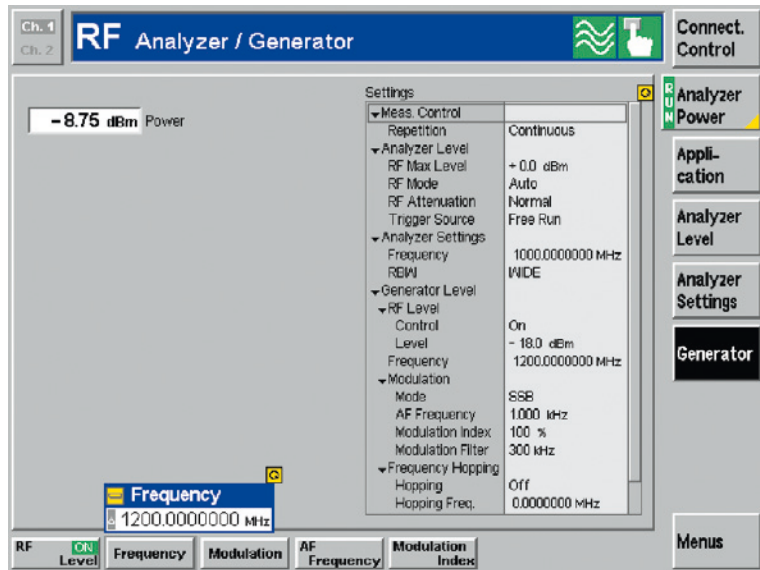 Ch. 1
Ch. 2
RF Analyzer / Generator
Connect.
Control
- 8.75 dBm Power
Settings
Meas. Control
Repetition Continuous
Analyzer Level
RF Max Level + 0.0 dBm
RF Mode Auto
RF Attenuation Normal
Trigger Source Free Run
Analyzer Settings
Frequency 1000.0000000 MHz
RBW WIDE
Generator Level
RF Level
Control On
Level - 18.0 dBm
Frequency 1200.0000000 MHz
Modulation
Mode SSB
AF Frequency 1.000 kHz
Modulation Index 100 %
Modulation Filter 300 kHz
Frequency Hopping
Hopping Off
Hopping Freq. 0.0000000 MHz
RUN
Analyzer
Power
Appli-
cation
Analyzer
Level
Analyzer
Settings
Generator
Frequency
1200.0000000 MHz
RF ON
Level
Frequency
Modulation
AF
Frequency
Modulation
Index
Menus